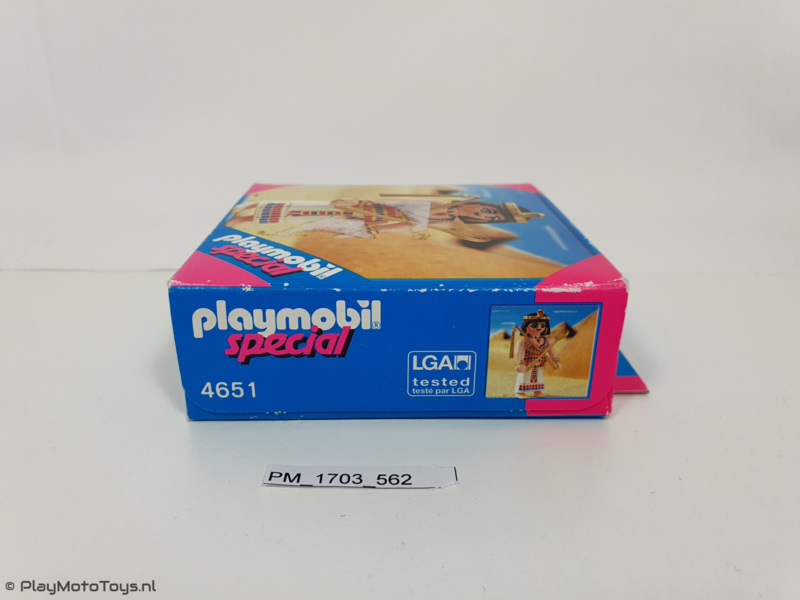 playmobil
special
playmobil®
special
4651
LGA
tested
testé par LGA
PM_1703_562
© PlayMotoToys.nl